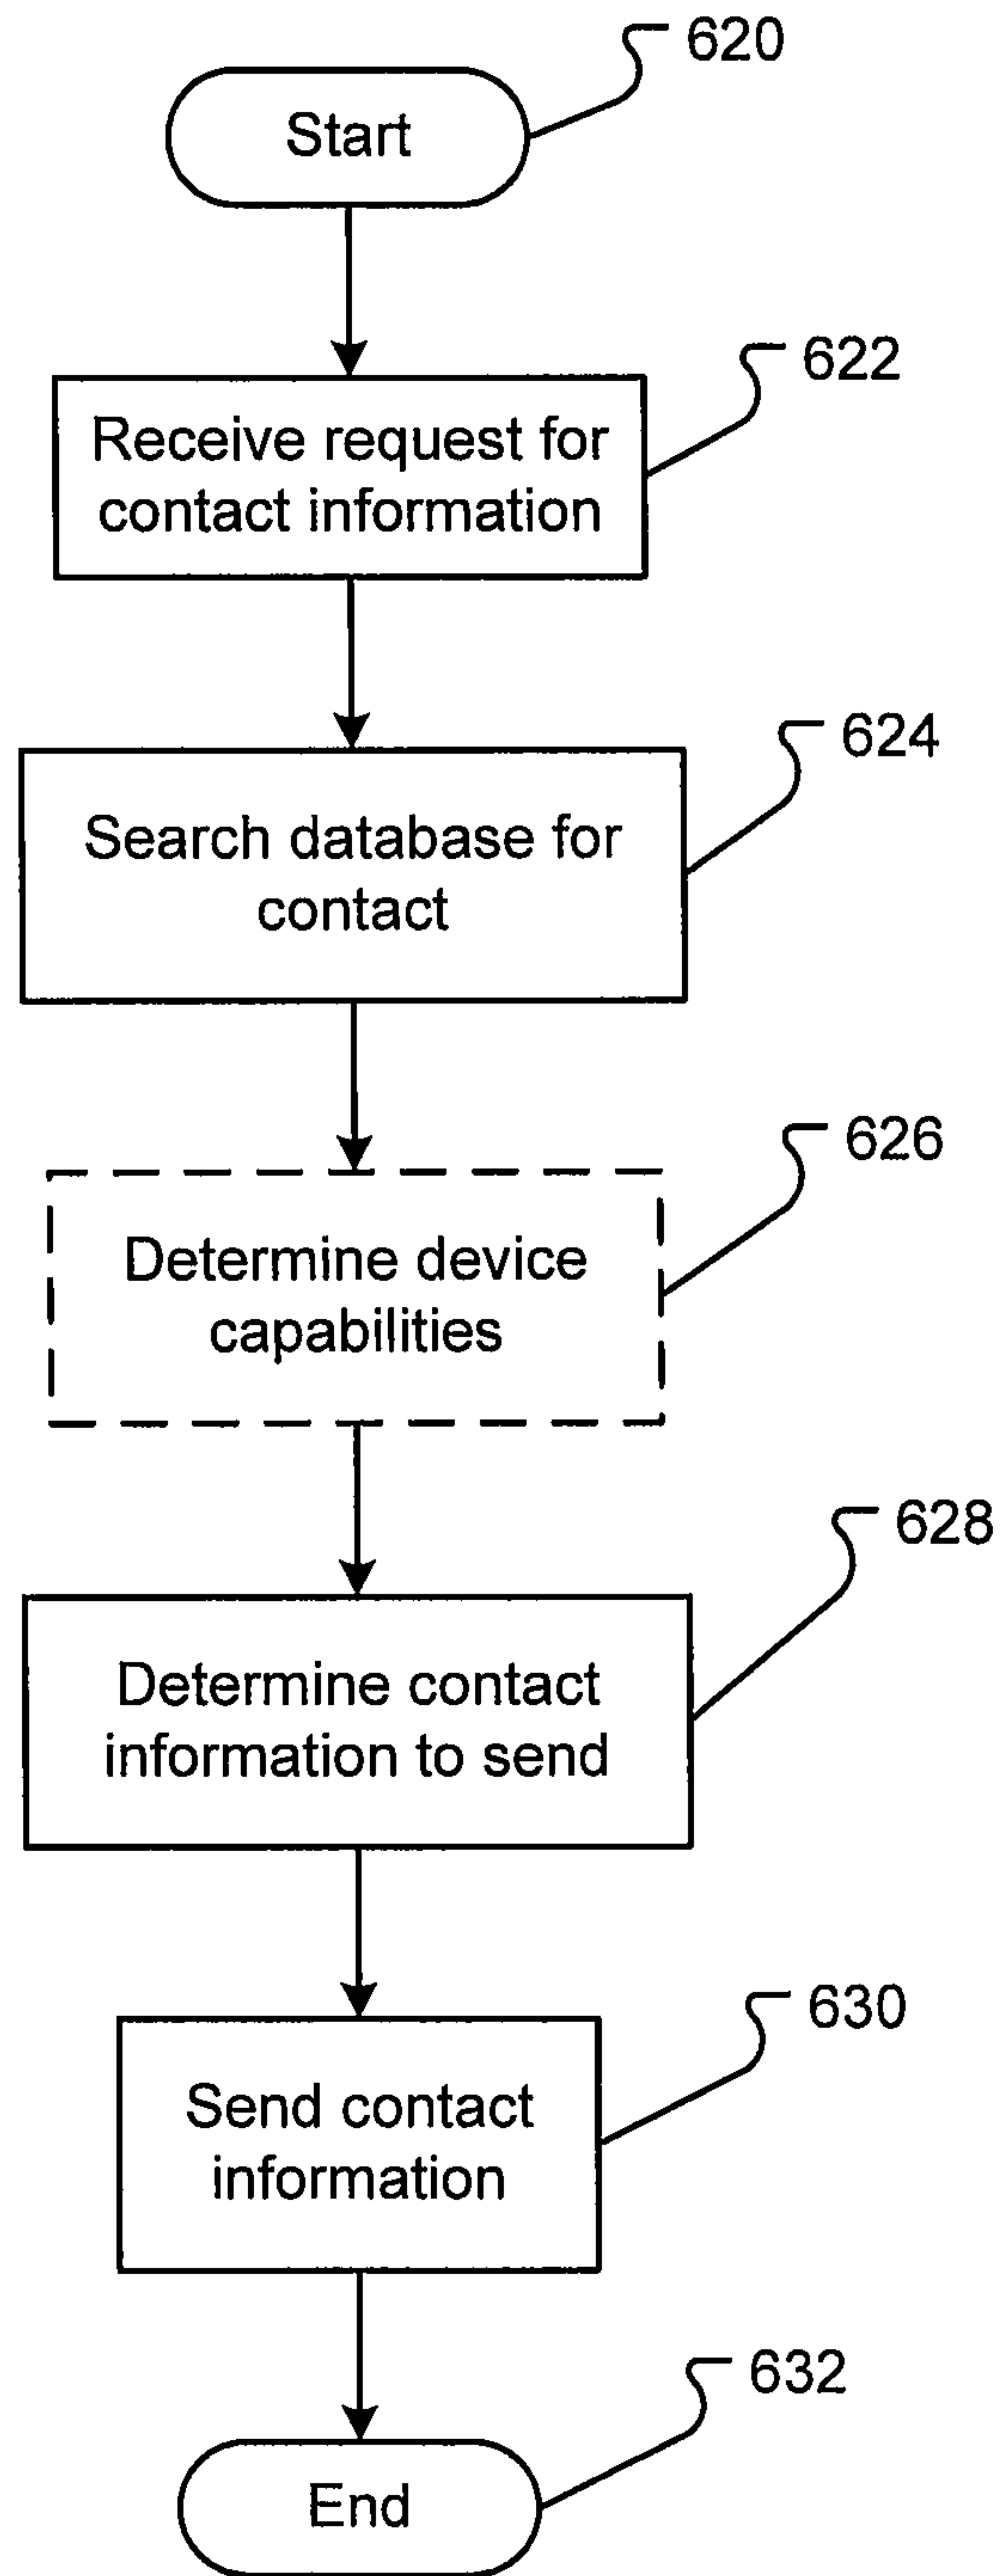 620
Start
622
Receive request for
contact information
624
Search database for
contact
626
Determine device
capabilities
628
Determine contact
information to send
630
Send contact
information
632
End